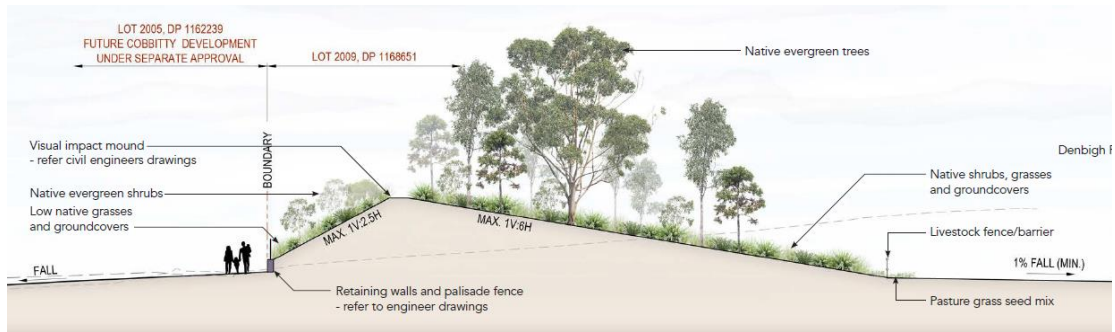 LOT 2005, DP 1162239
FUTURE COBBITTY DEVELOPMENT
UNDER SEPARATE APPROVAL
LOT 2009, DP 1168651
Native evergreen trees
Visual impact mound
- refer civil engineers drawings
BOUNDARY
Denbigh
Native evergreen shrubs
Low native grasses
and groundcovers
MAX. 1V:2.5H
MAX. 1V:6H
Native shrubs, grasses
and groundcovers
Livestock fence/barrier
FALL
1% FALL (MIN.)
Retaining walls and palisade fence
- refer to engineer drawings
Pasture grass seed mix